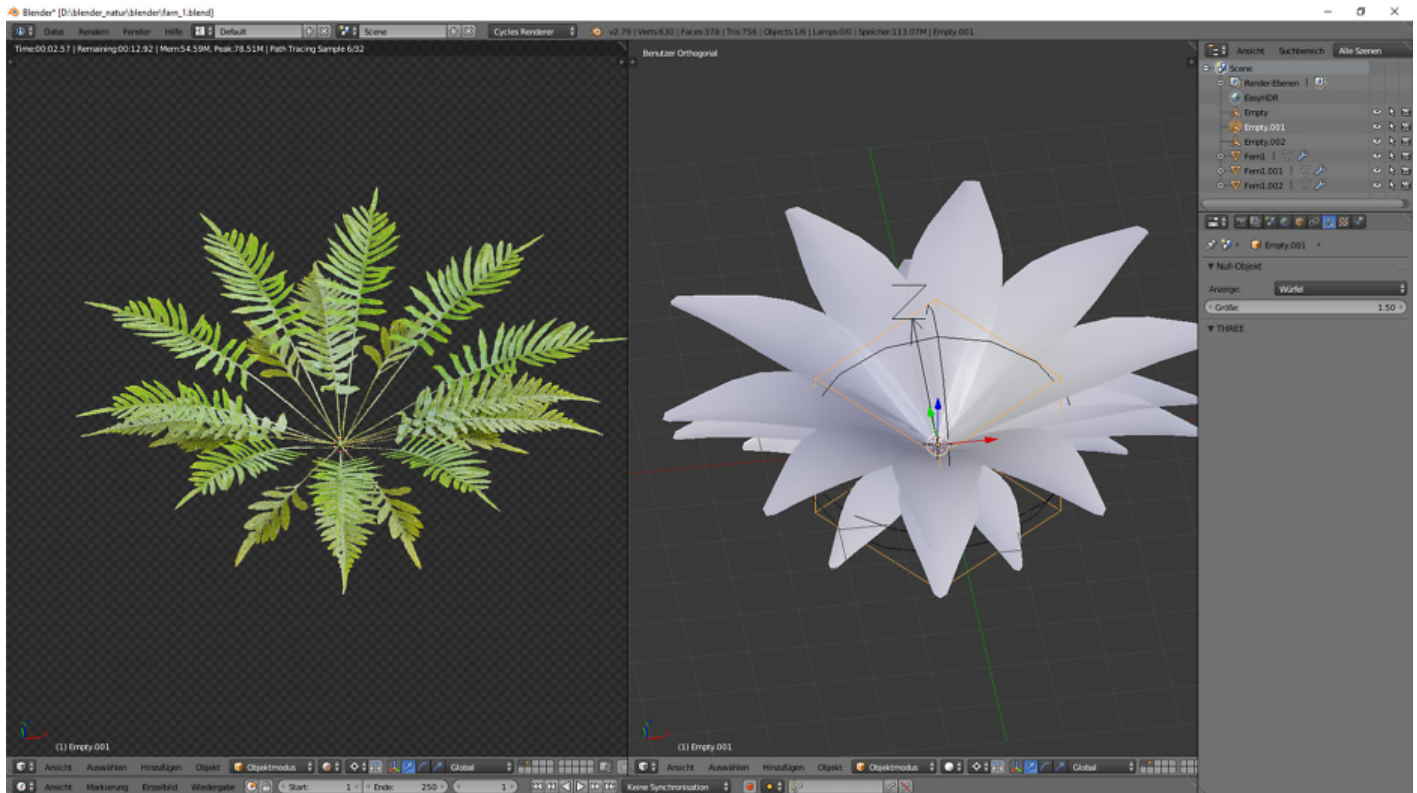 Blender* [D:\blender_natur\blender\farn_1.blend]
Datei Rendern Fenster Hilfe Default Scene Cycles Renderer v2.79 | Verts:630 | Faces:378 | Tris:756 | Objects:1/6 | Lamps:0/0 | Speicher:113.07M | Empty.001
Time:00:02.57 | Remaining:00:12.92 | Mem:54.59M, Peak:78.51M | Path Tracing Sample 6/32
Benutzer Orthogonal
Ansicht Suchbereich Alle Szenen
Scene
Render-Ebenen |
EasyHDR
Empty
Empty.001
Empty.002
Fern1 |
Fern1.001 |
Fern1.002 |
Empty.001
Null-Objekt
Anzeige: Würfel
Größe: 1.50
THREE
Z
(1) Empty.001
(1) Empty.001
Ansicht Auswählen Hinzufügen Objekt Objektmodus Global
Ansicht Auswählen Hinzufügen Objekt Objektmodus Global
Ansicht Markierung Einzelbild Wiedergabe Start: 1 Ende: 250 1 Keine Synchronisation